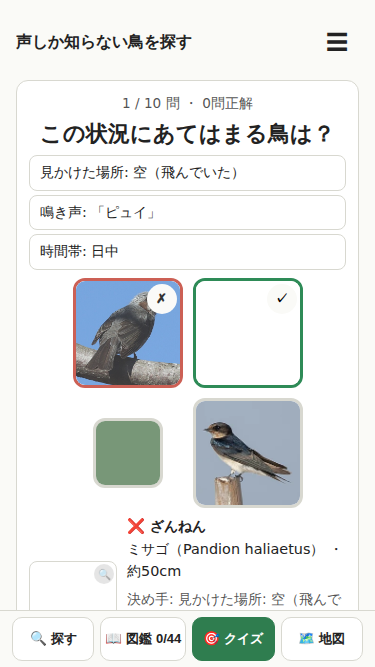 声しか知らない鳥を探す
☰
1 / 10 問 ・ 0問正解
この状況にあてはまる鳥は？
見かけた場所: 空（飛んでいた）
鳴き声: 「ピュイ」
時間帯: 日中
✗ ✓
❌ ざんねん
ミサゴ（Pandion haliaetus） ・
約50cm
決め手: 見かけた場所: 空（飛んで
🔍 探す
📖 図鑑 0/44
🎯 クイズ
🗺️ 地図